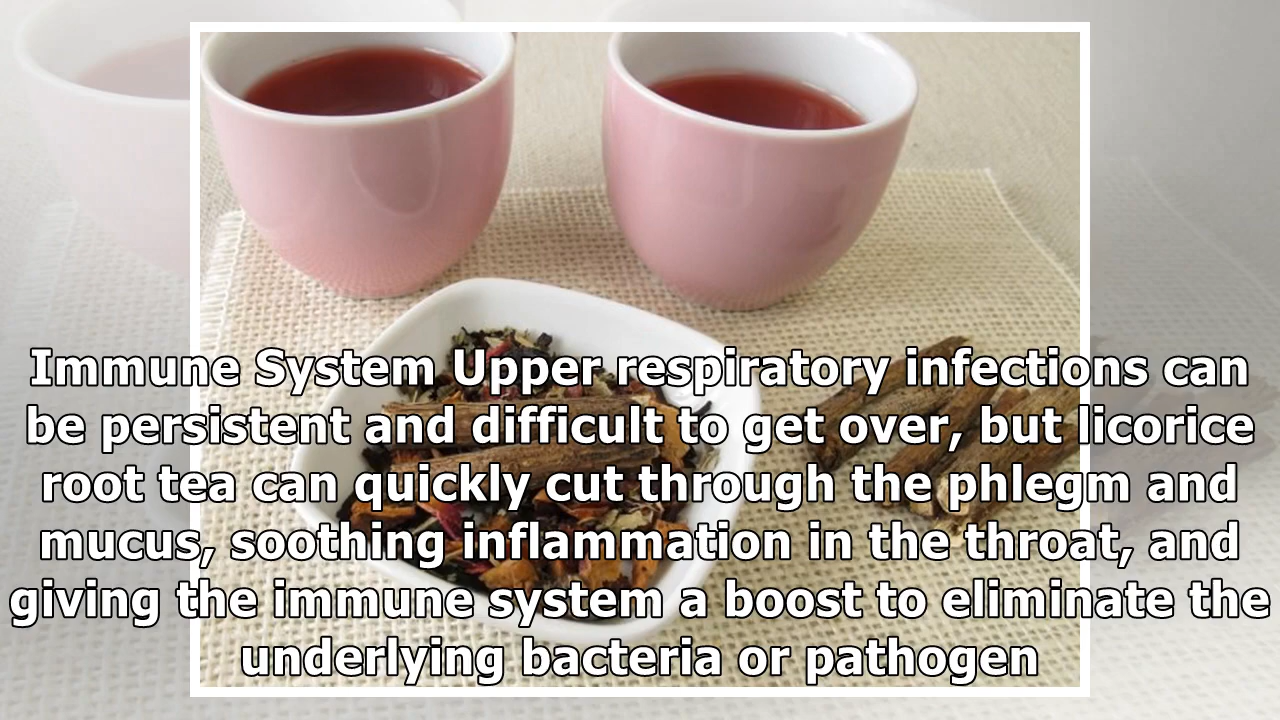 Immune System Upper respiratory infections can
be persistent and difficult to get over, but licorice
root tea can quickly cut through the phlegm and
mucus, soothing inflammation in the throat, and
giving the immune system a boost to eliminate the
underlying bacteria or pathogen